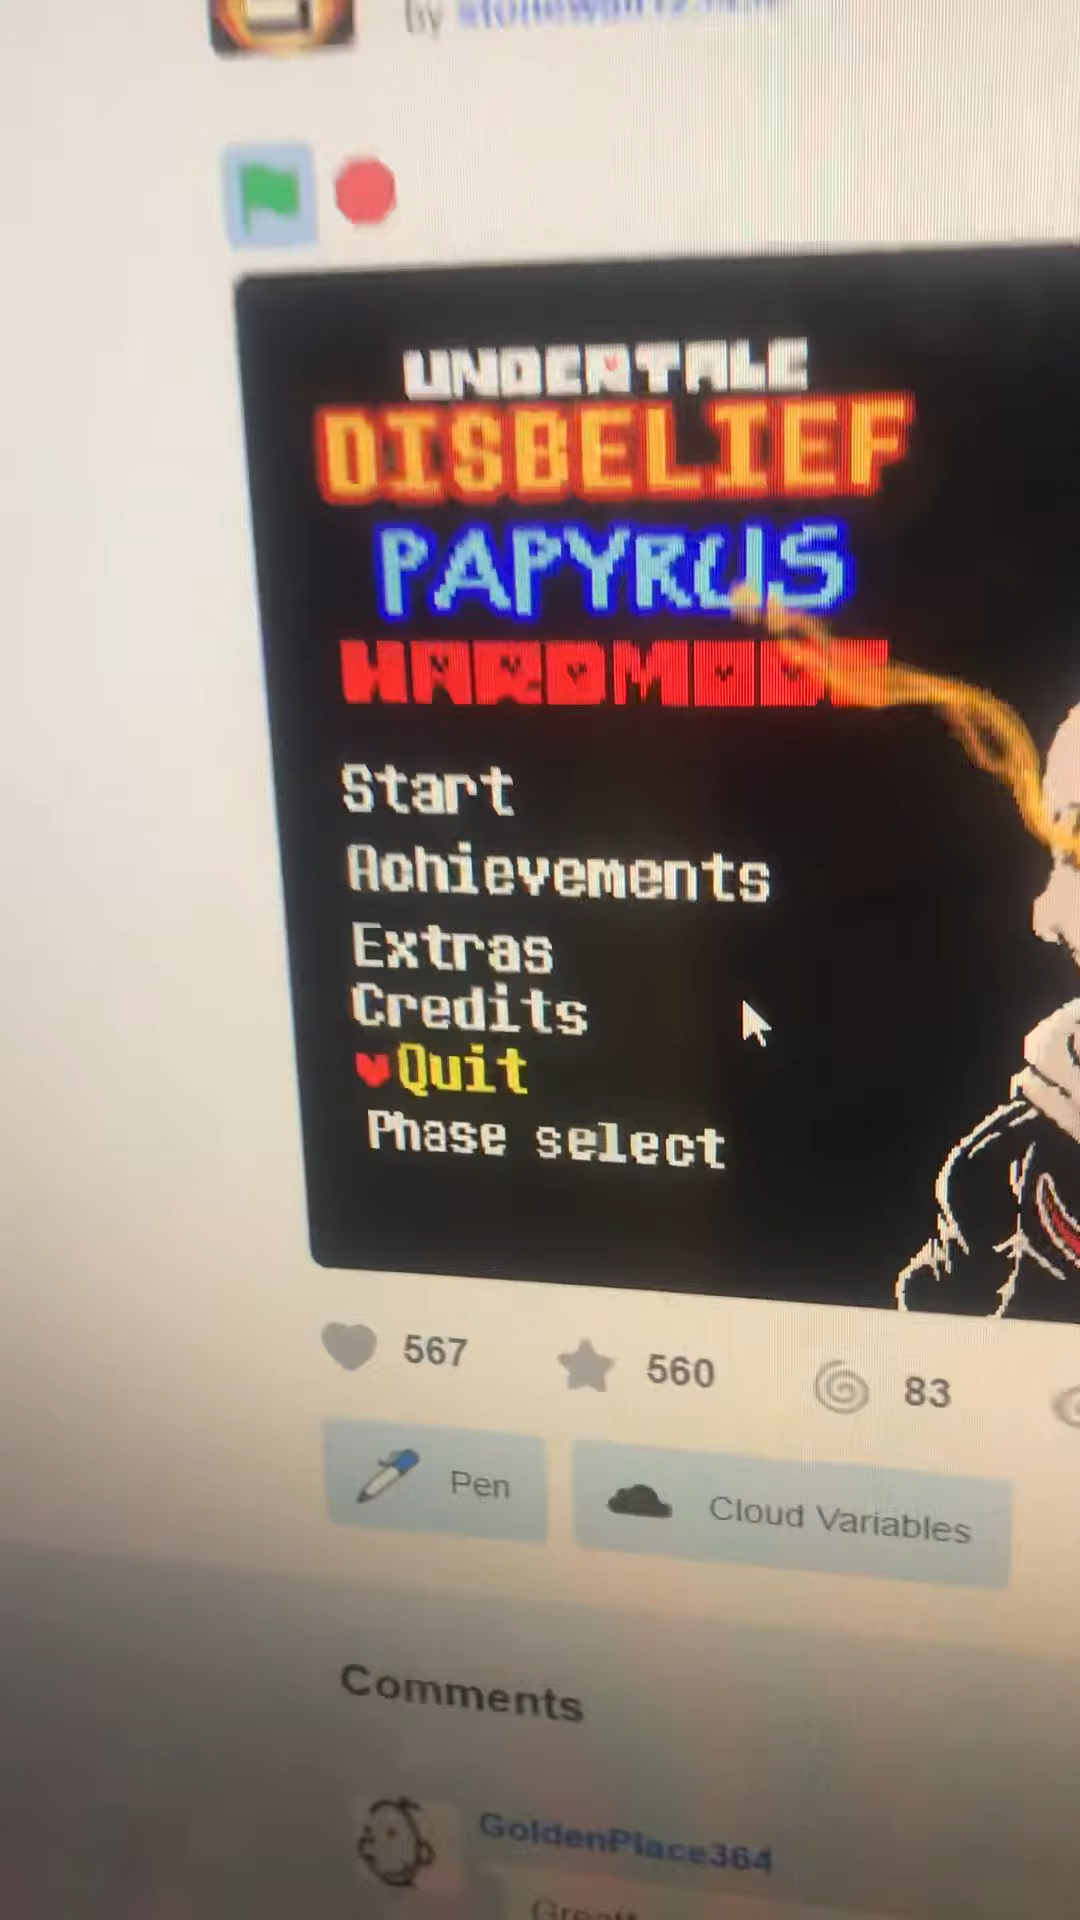 by
UNDERTALE
DISBELIEF
PAPYRUS
HARDMODE
Start
Achievements
Extras
Credits
Quit
Phase select
567
560
83
Pen
Cloud Variables
Comments
GoldenPlace364